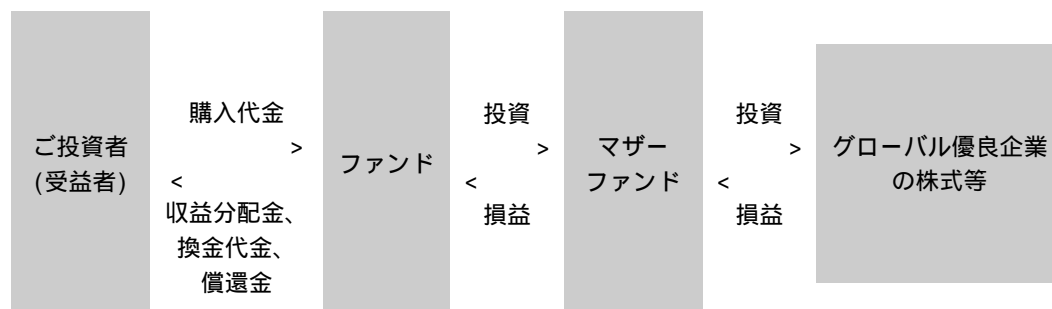 ご投資者
(受益者)
購入代金
>
<
収益分配金、
換金代金、
償還金
ファンド
投資
>
<
損益
マザー
ファンド
投資
>
<
損益
グローバル優良企業
の株式等